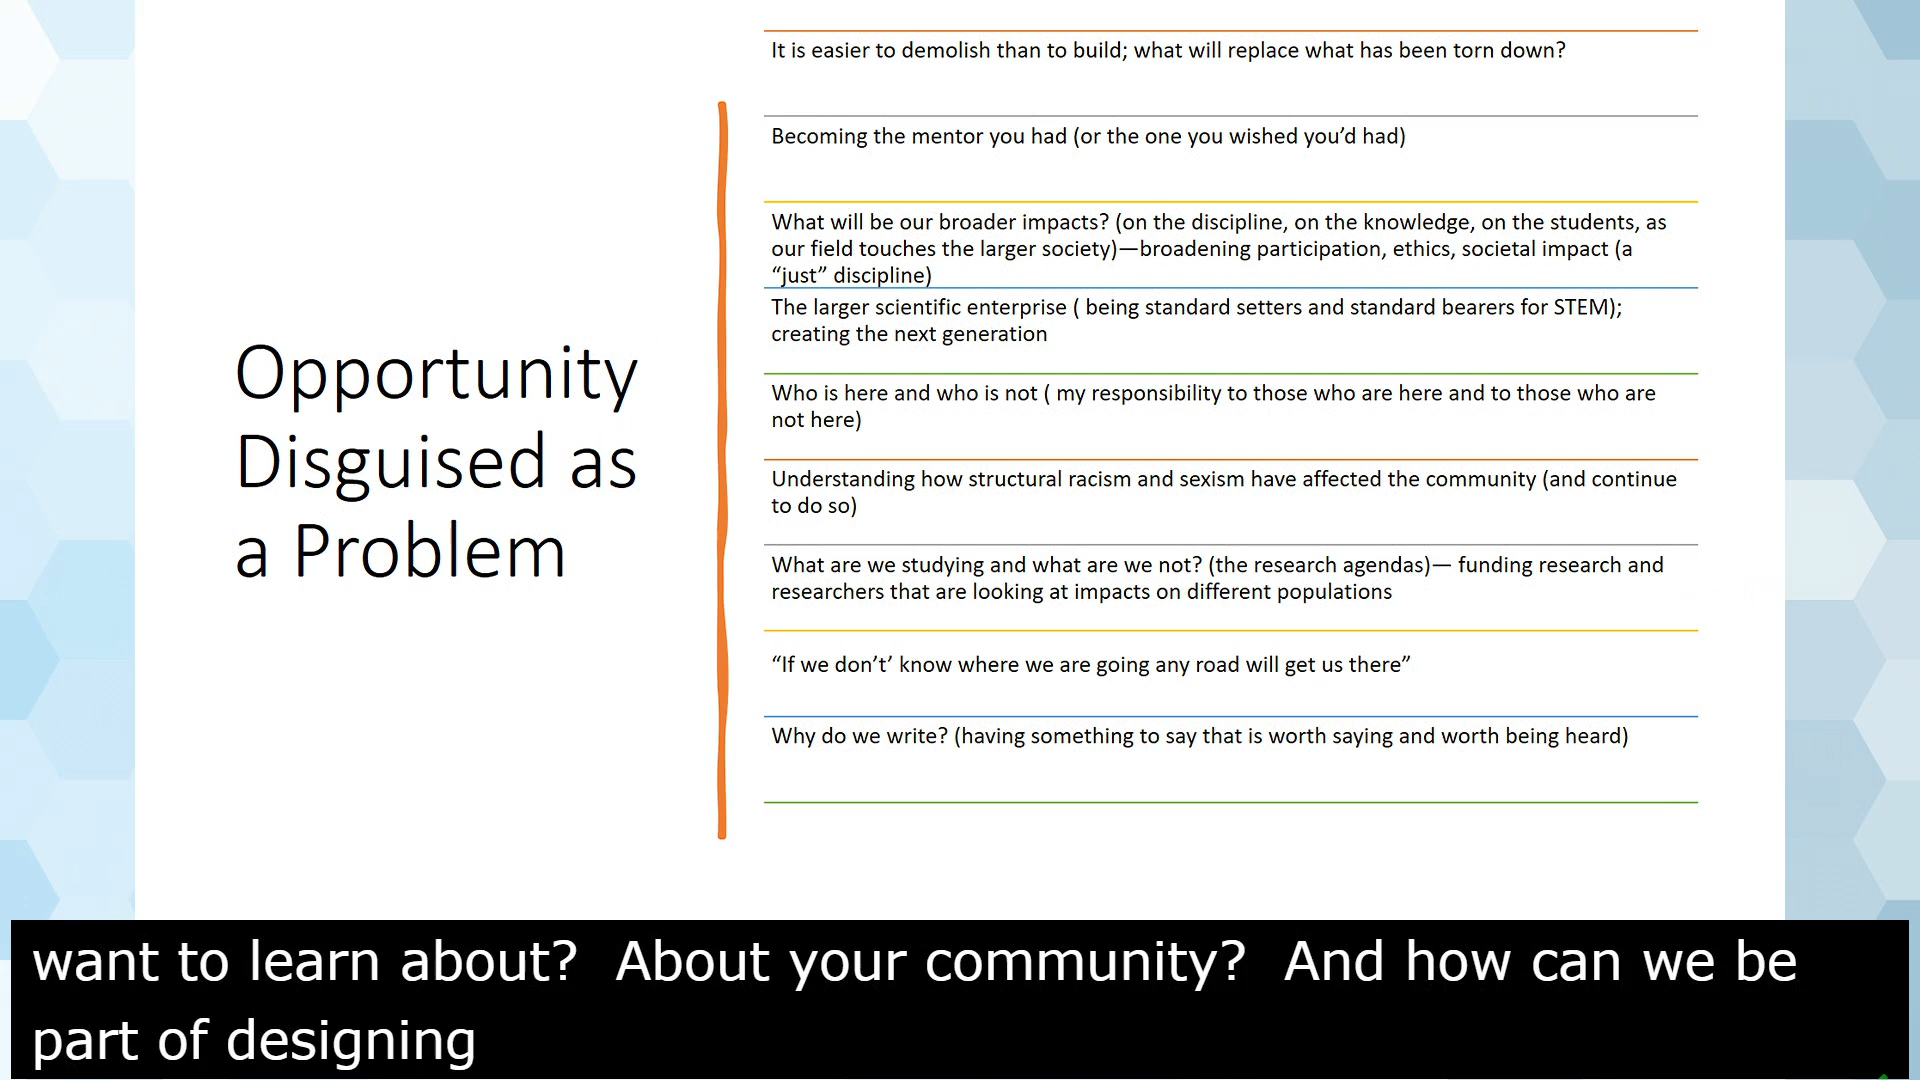 Opportunity
Disguised as
a Problem
It is easier to demolish than to build; what will replace what has been torn down?
Becoming the mentor you had (or the one you wished you’d had)
What will be our broader impacts? (on the discipline, on the knowledge, on the students, as
our field touches the larger society)—broadening participation, ethics, societal impact (a
“just” discipline)
The larger scientific enterprise ( being standard setters and standard bearers for STEM);
creating the next generation
Who is here and who is not ( my responsibility to those who are here and to those who are
not here)
Understanding how structural racism and sexism have affected the community (and continue
to do so)
What are we studying and what are we not? (the research agendas)— funding research and
researchers that are looking at impacts on different populations
“If we don’t’ know where we are going any road will get us there”
Why do we write? (having something to say that is worth saying and worth being heard)
want to learn about?  About your community?  And how can we be
part of designing